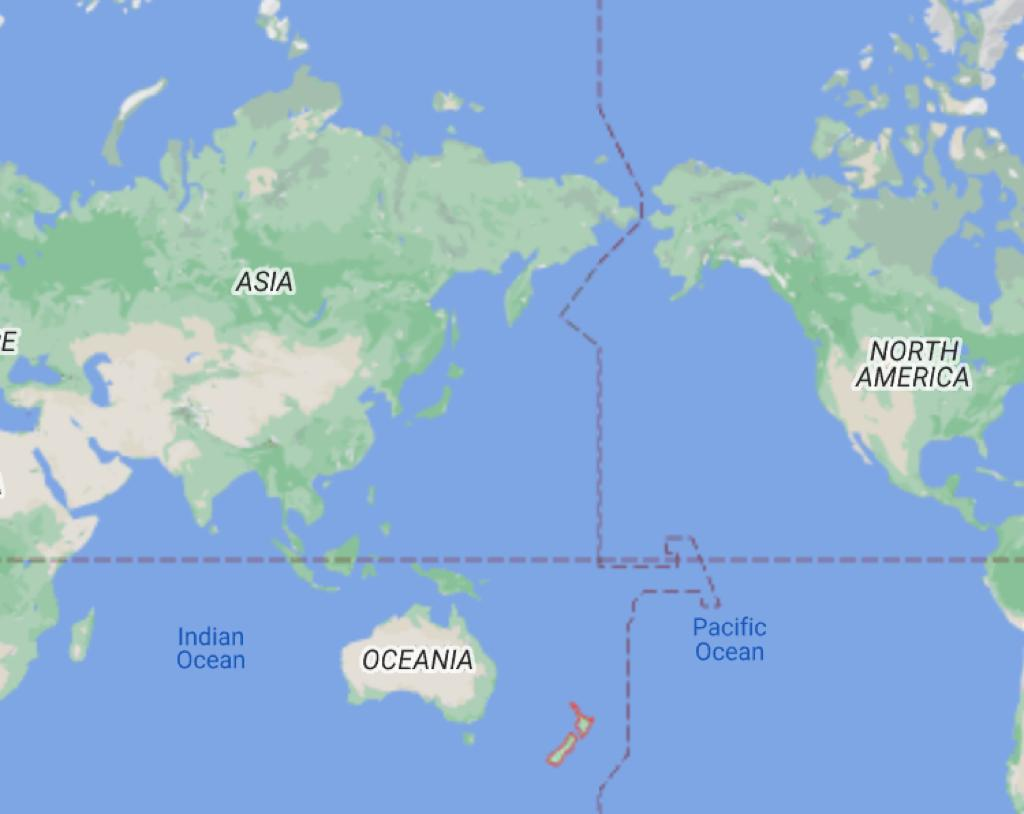 ASIA
E
NORTH
AMERICA
Indian
Ocean
OCEANIA
Pacific
Ocean